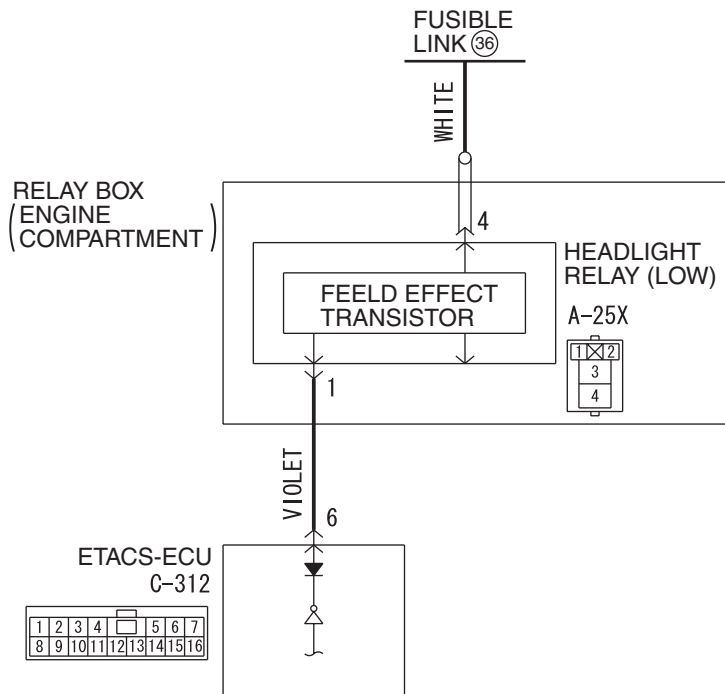 FUSIBLE
LINK 36
WHITE
RELAY BOX
(ENGINE
COMPARTMENT)
4
HEADLIGHT
RELAY (LOW)
FEELD EFFECT
TRANSISTOR
A-25X
1 2
3
4
1
VIOLET
6
ETACS-ECU
C-312
1 2 3 4 5 6 7
8 9 10 11 12 13 14 15 16